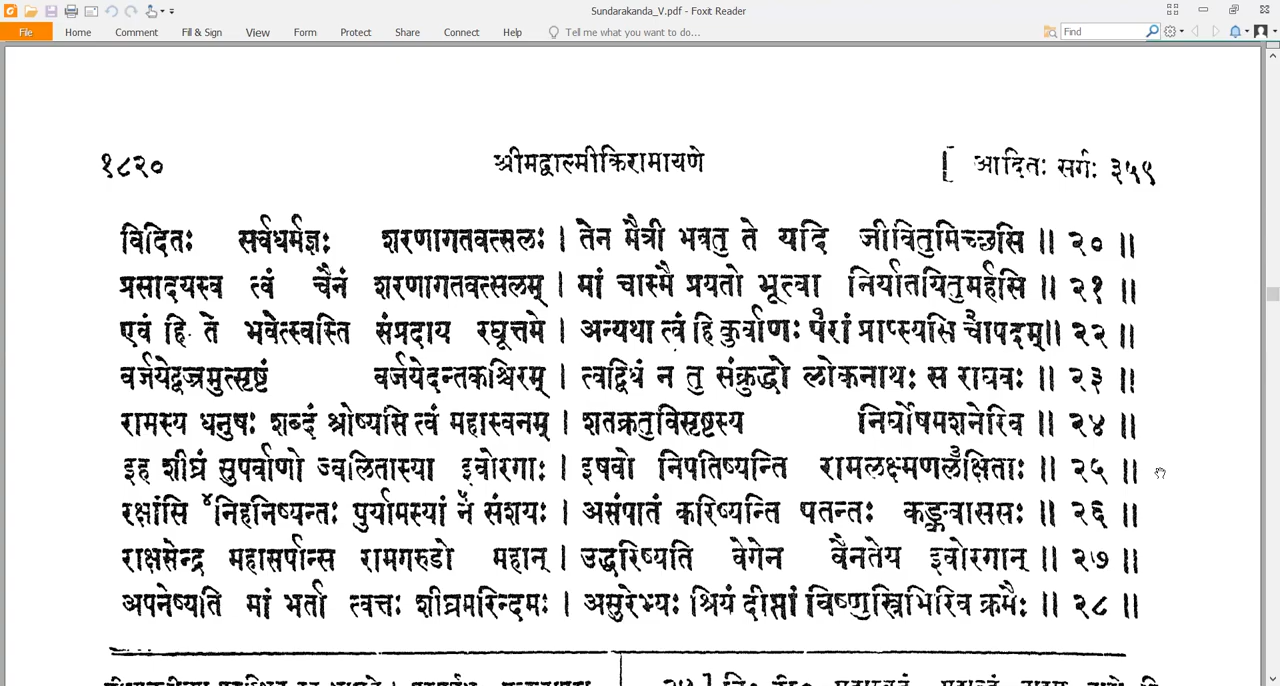 Sundarakanda_V.pdf - Foxit Reader
File Home Comment Fill & Sign View Form Protect Share Connect Help Tell me what you want to do... Find
१८२० श्रीमद्वाल्मीकिरामायणे [ आदितः सर्गः ३५९
विदितः सर्वधर्मज्ञः शरणागतवत्सलः । तेन मैत्री भवतु ते यदि जीवितुमिच्छसि ॥ २० ॥
प्रसादयस्व त्वं चैनं शरणागतवत्सलम् । मां चास्मै प्रयतो भूत्वा निर्यातयितुमर्हसि ॥ २१ ॥
एवं हि ते भवेत्स्वस्ति संप्रदाय रघूत्तमे । अन्यथा त्वं हि कुर्वाणः परां प्राप्स्यसि चापदम् ॥ २२ ॥
वर्जयेद्वज्रमुत्सृष्टं वर्जयेदन्तकश्चिरम् । त्वद्विधं न तु संक्रुद्धो लोकनाथः स राघवः ॥ २३ ॥
रामस्य धनुषः शब्दं श्रोष्यसि त्वं महास्वनम् । शतक्रतुविसृष्टस्य निर्घोषमशनेरिव ॥ २४ ॥
इह शीघ्रं सुपर्वाणो ज्वलितास्या इवोरगाः । इषवो निपतिष्यन्ति रामलक्ष्मणलक्षिताः ॥ २५ ॥
रक्षांसि निहनिष्यन्तः पुर्यामस्यां न संशयः । असंपातं करिष्यन्ति पतन्तः कङ्कवाससः ॥ २६ ॥
राक्षसेन्द्र महासर्पान्स रामगरुडो महान् । उद्धरिष्यति वेगेन वैनतेय इवोरगान् ॥ २७ ॥
अपनेष्यति मां भर्ता त्वत्तः शीघ्रमरिन्दमः । असुरेभ्यः श्रियं दीप्तां विष्णुस्त्रिभिरिव क्रमैः ॥ २८ ॥